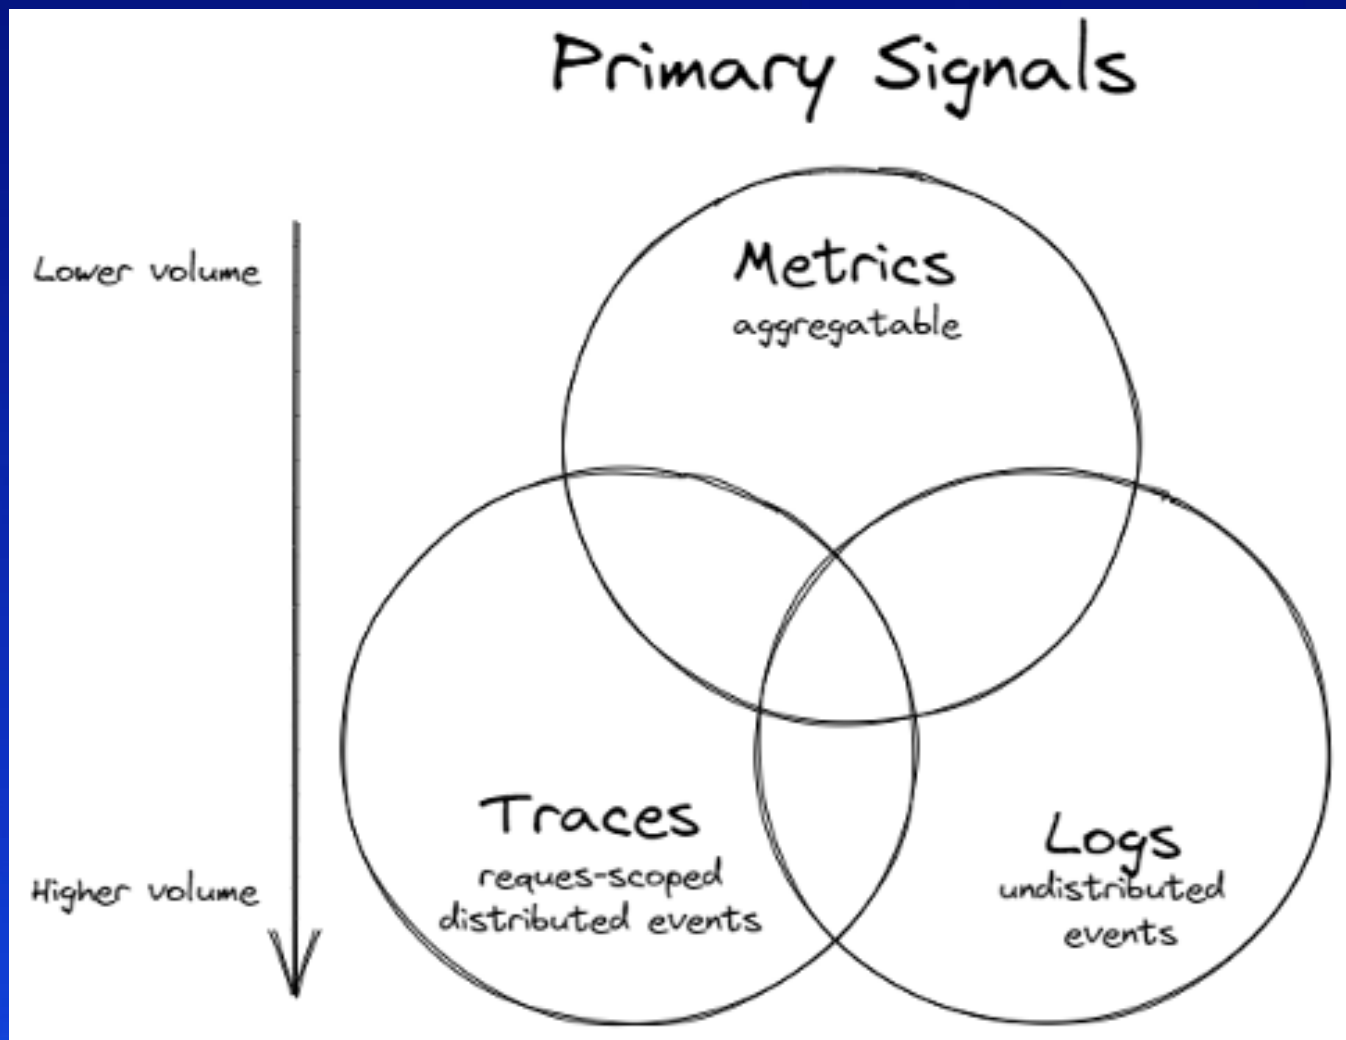 Primary Signals
Lower volume
Metrics
aggregatable
Traces
reques-scoped
distributed events
Logs
undistributed
events
Higher volume